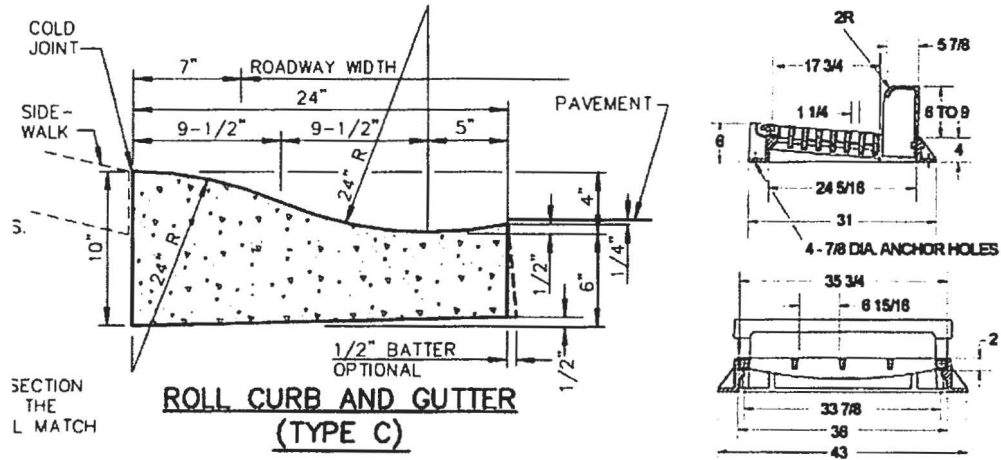 COLD
JOINT
7"
ROADWAY WIDTH
24"
SIDE-
WALK
9-1/2"
9-1/2"
5"
PAVEMENT
24" R
24" R
S.
10"
4"
1/2"
6"
1/4"
1/2" BATTER
OPTIONAL
1/2"
SECTION
THE
L MATCH
ROLL CURB AND GUTTER
(TYPE C)
2R
5 7/8
17 3/4
1 1/4
6 TO 9
6
4
24 5/16
31
4 - 7/8 DIA. ANCHOR HOLES
35 3/4
6 15/16
2
33 7/8
36
43